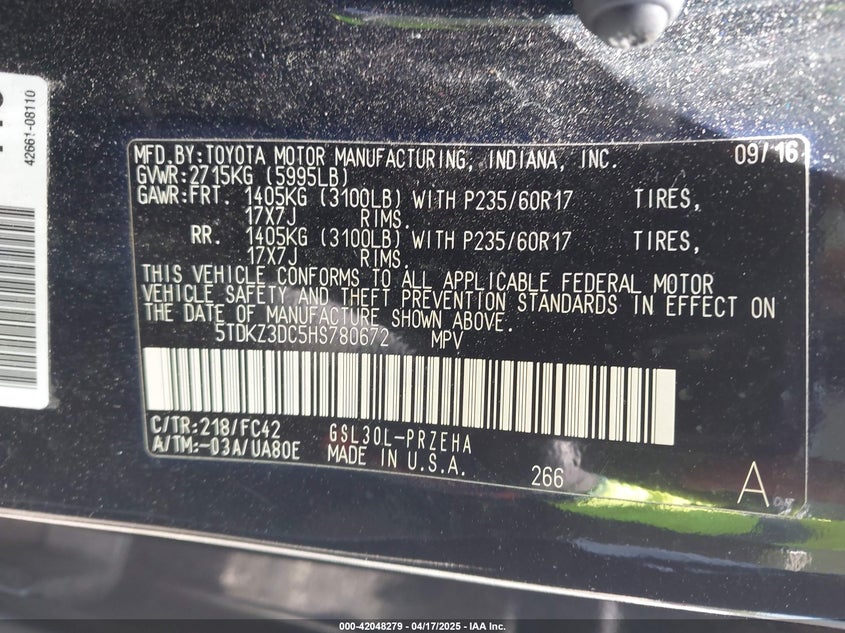 42661-08110
MFD.BY:TOYOTA MOTOR MANUFACTURING, INDIANA, INC. 09/16
GVWR:2715KG (5995LB)
GAWR:FRT. 1405KG (3100LB) WITH P235/60R17 TIRES,
17X7J RIMS.
RR. 1405KG (3100LB) WITH P235/60R17 TIRES,
17X7J RIMS.
THIS VEHICLE CONFORMS TO ALL APPLICABLE FEDERAL MOTOR
VEHICLE SAFETY AND THEFT PREVENTION STANDARDS IN EFFECT ON
THE DATE OF MANUFACTURE SHOWN ABOVE.
5TDKZ3DC5HS780672 MPV
C/TR:218/FC42 GSL30L-PRZEHA
A/TM:-03A/UA80E MADE IN U.S.A. 266 A
000-42048279 - 04/17/2025 - IAA Inc.